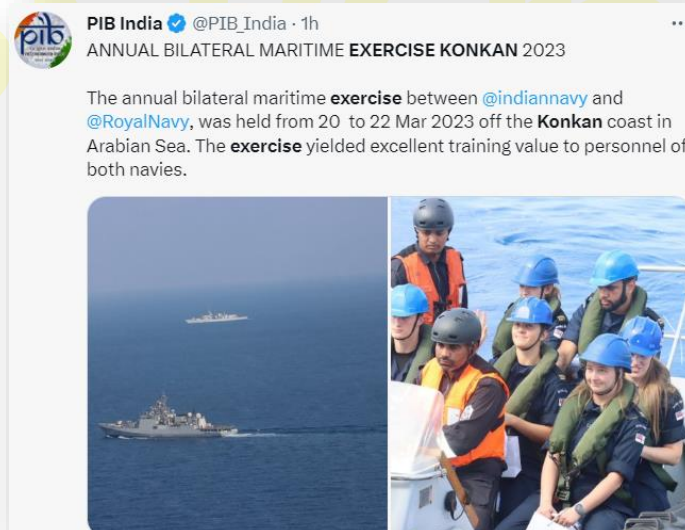 PIB India @PIB_India · 1h
ANNUAL BILATERAL MARITIME EXERCISE KONKAN 2023
The annual bilateral maritime exercise between @indiannavy and
@RoyalNavy, was held from 20 to 22 Mar 2023 off the Konkan coast in
Arabian Sea. The exercise yielded excellent training value to personnel of
both navies.
pib